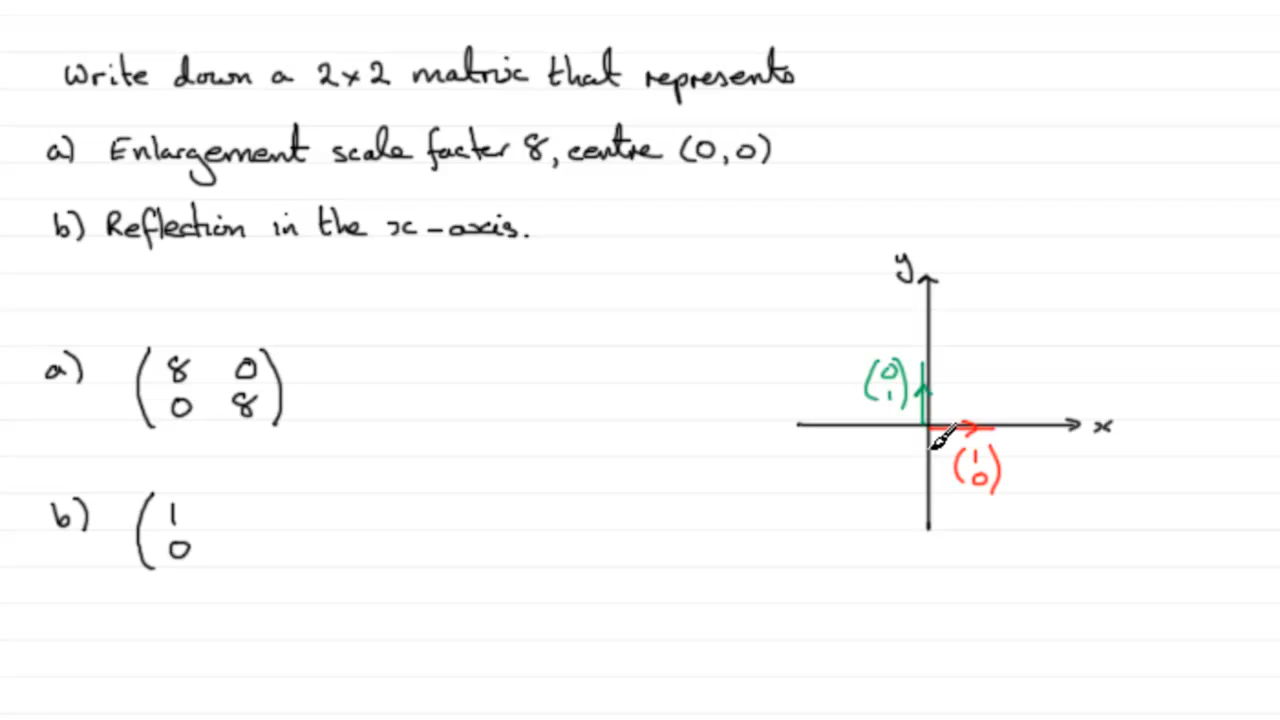 Write down a 2×2 matric that represents
a) Enlargement scale factor 8, centre (0,0)
b) Reflection in the x-axis.
y
a) (8 0
0 8)
(0
1)
x
(1
0)
b) (1
0